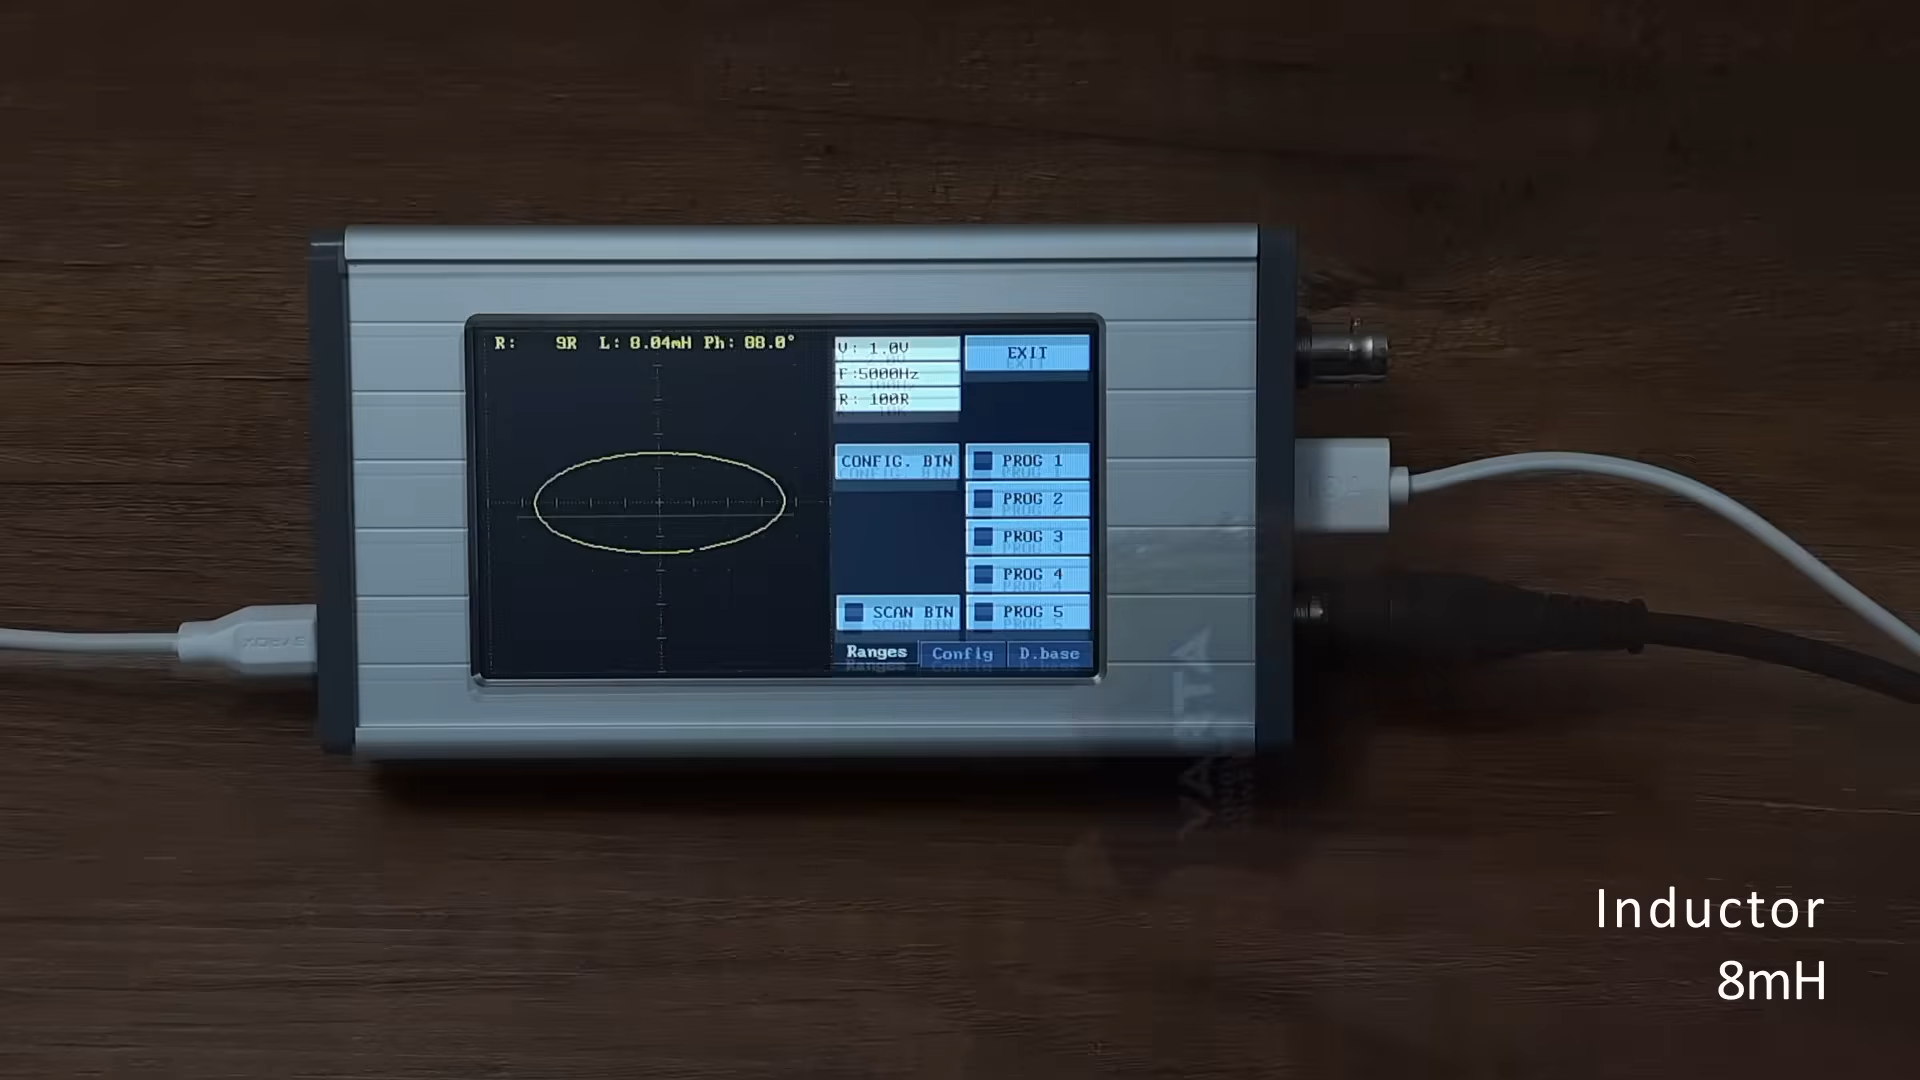 R: 9R L: 8.04mH Ph: 88.0°
V: 1.0V
F:5000Hz
R: 100R
EXIT
CONFIG. BTN
PROG 1
PROG 2
PROG 3
PROG 4
SCAN BTN
PROG 5
Ranges
Config
D.base
VARTA
Inductor
8mH